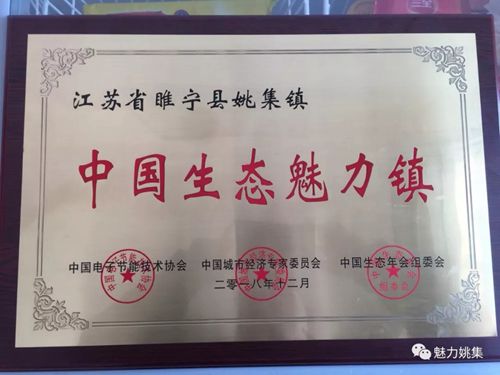 江苏省睢宁县姚集镇
中国生态魅力镇
中国电子节能技术协会 中国城市经济专家委员会 中国生态年会组委会
二零一八年十二月
组委会
魅力姚集